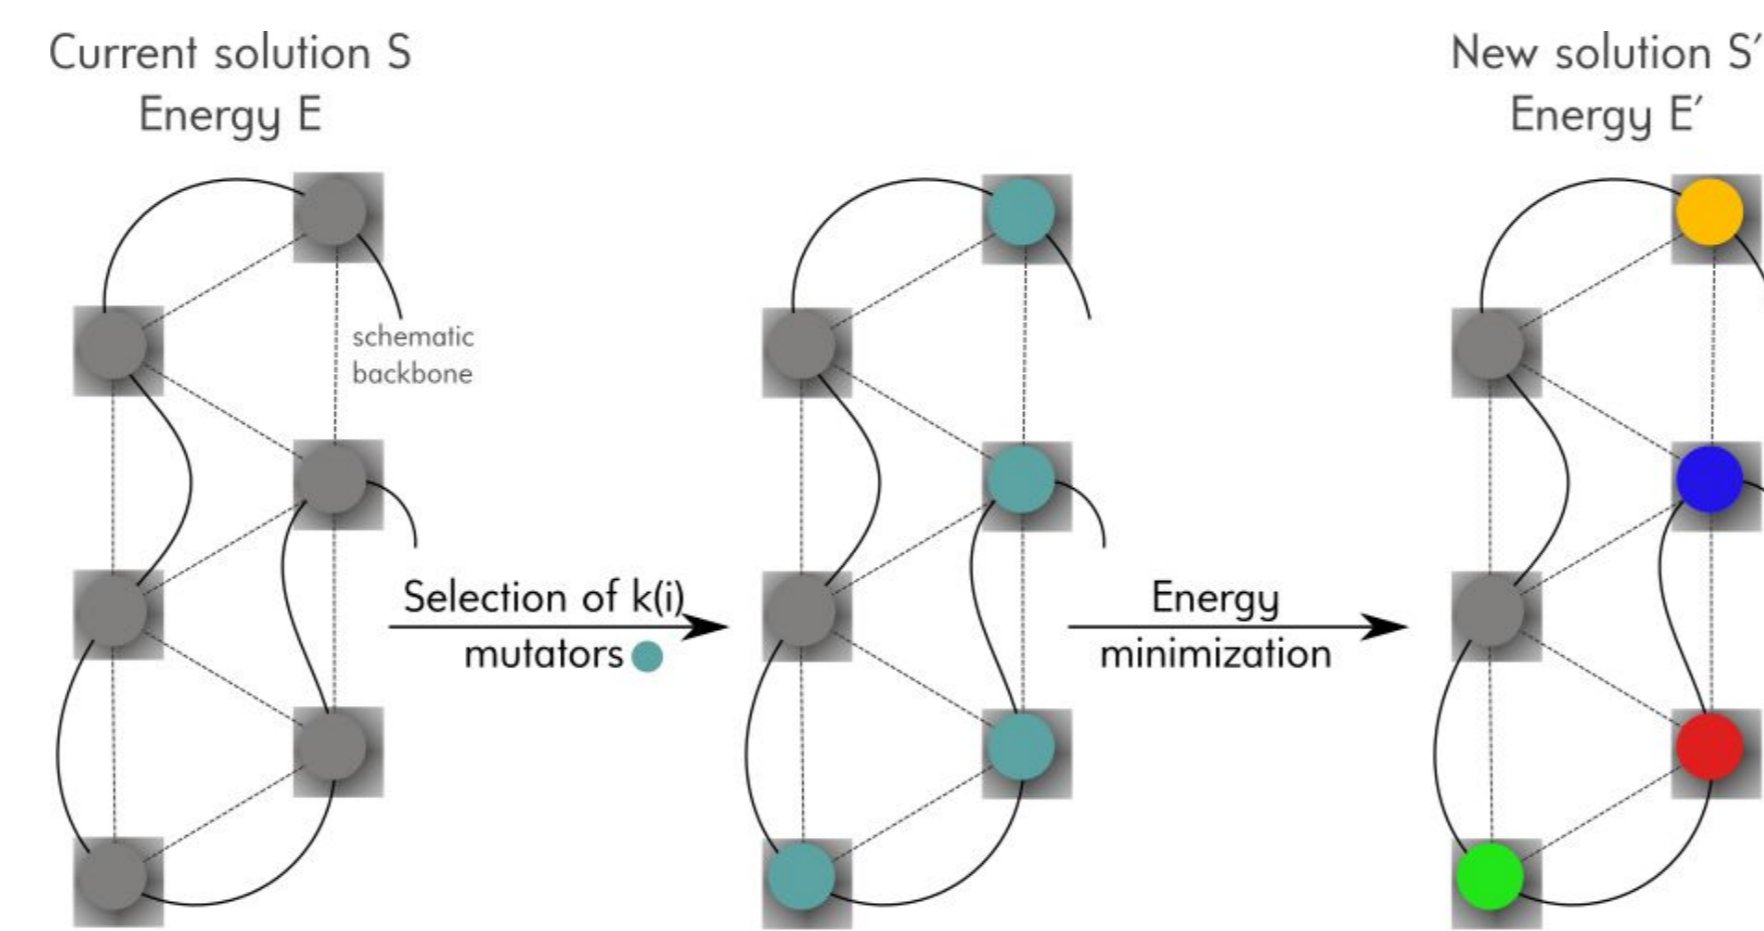 Current solution S
Energy E
New solution S′
Energy E′
schematic
backbone
Selection of k(i)
mutators
Energy
minimization